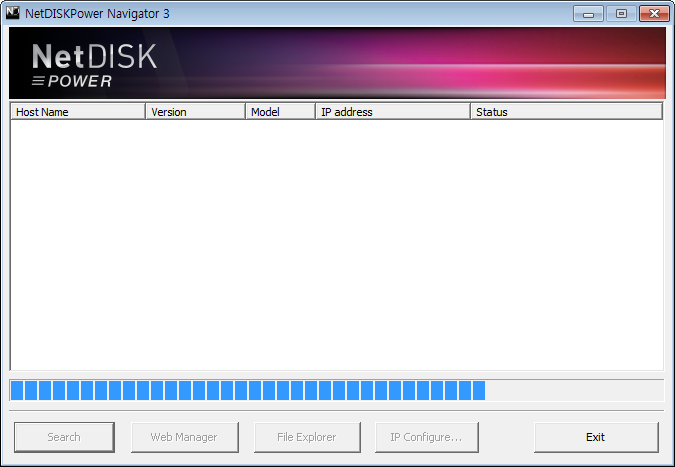 NetDISKPower Navigator 3
NetDISK
POWER
Host Name Version Model IP address Status
Search Web Manager File Explorer IP Configure... Exit